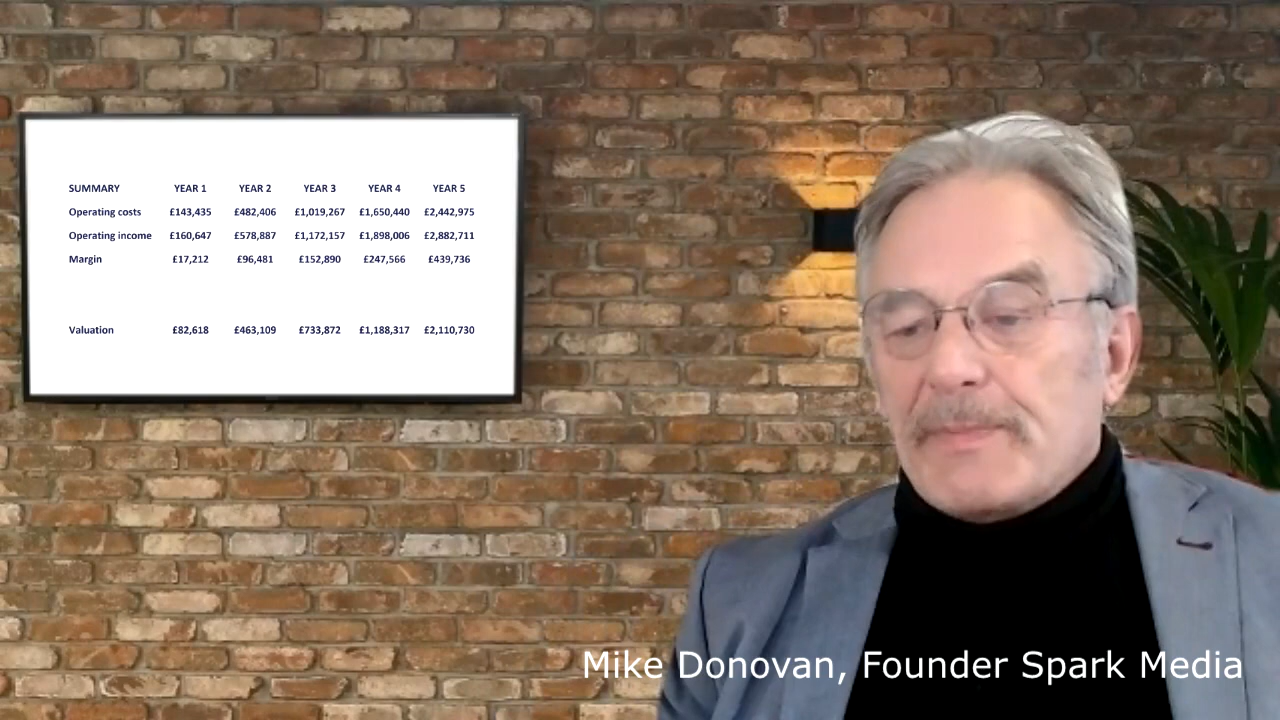 SUMMARY YEAR 1 YEAR 2 YEAR 3 YEAR 4 YEAR 5
Operating costs £143,435 £482,406 £1,019,267 £1,650,440 £2,442,975
Operating income £160,647 £578,887 £1,172,157 £1,898,006 £2,882,711
Margin £17,212 £96,481 £152,890 £247,566 £439,736
Valuation £82,618 £463,109 £733,872 £1,188,317 £2,110,730
Mike Donovan, Founder Spark Media